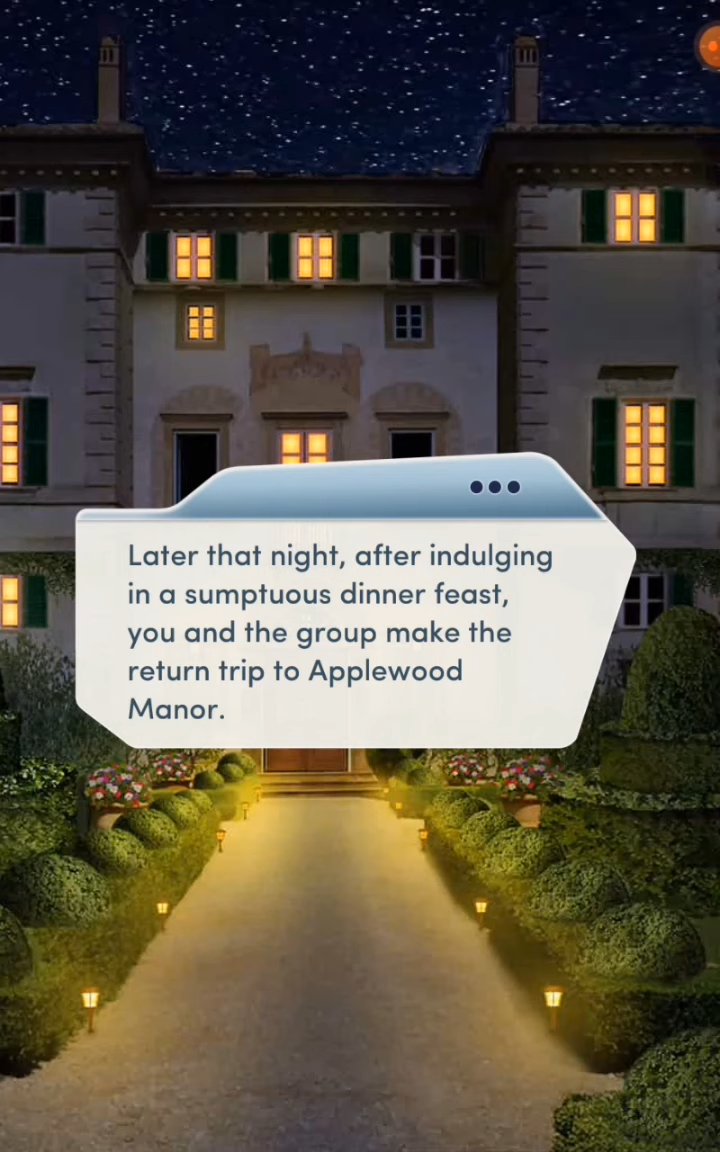 Later that night, after indulging
in a sumptuous dinner feast,
you and the group make the
return trip to Applewood
Manor.